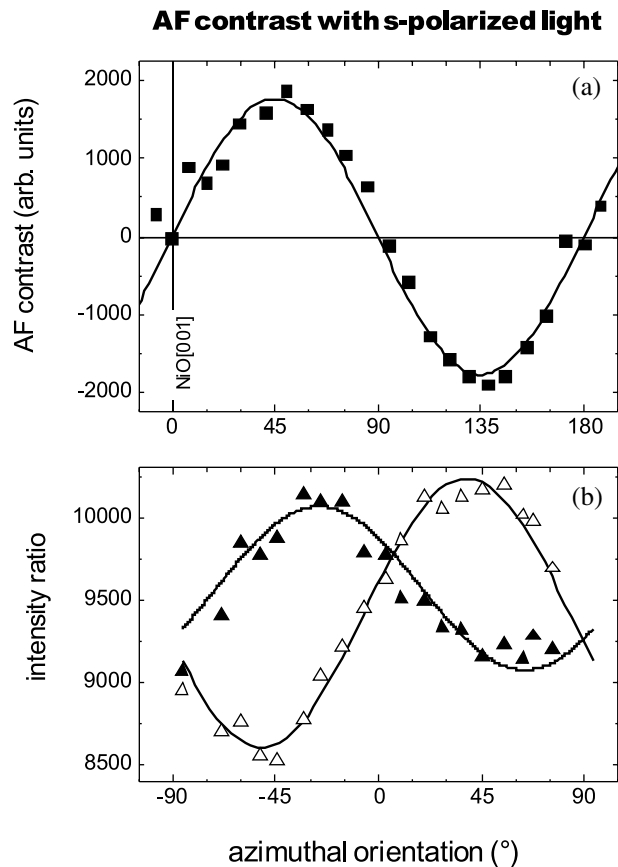 AF contrast with s-polarized light
(a)
AF contrast (arb. units)
2000
1000
0
-1000
-2000
NiO[001]
0 45 90 135 180
(b)
intensity ratio
10000
9500
9000
8500
-90 -45 0 45 90
azimuthal orientation (°)